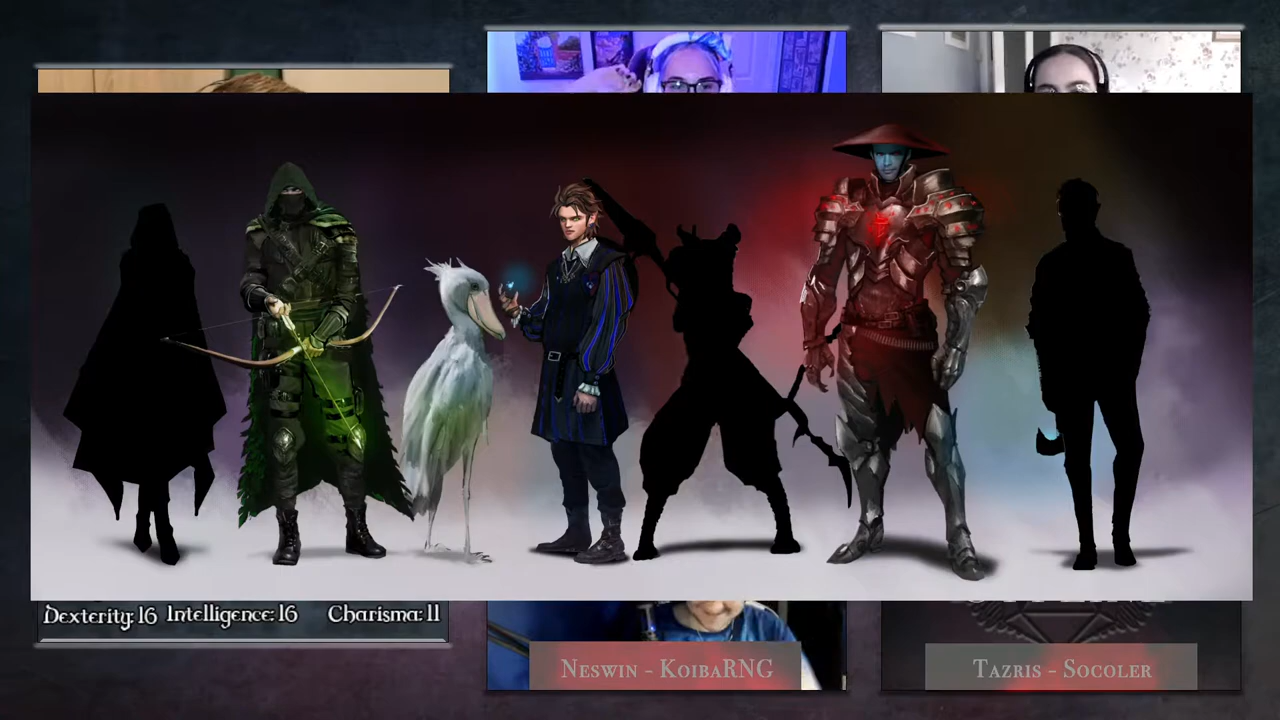 Dexterity: 16 Intelligence: 16 Charisma: 11
Neswin - KoibaRNG
Tazris - Socoler